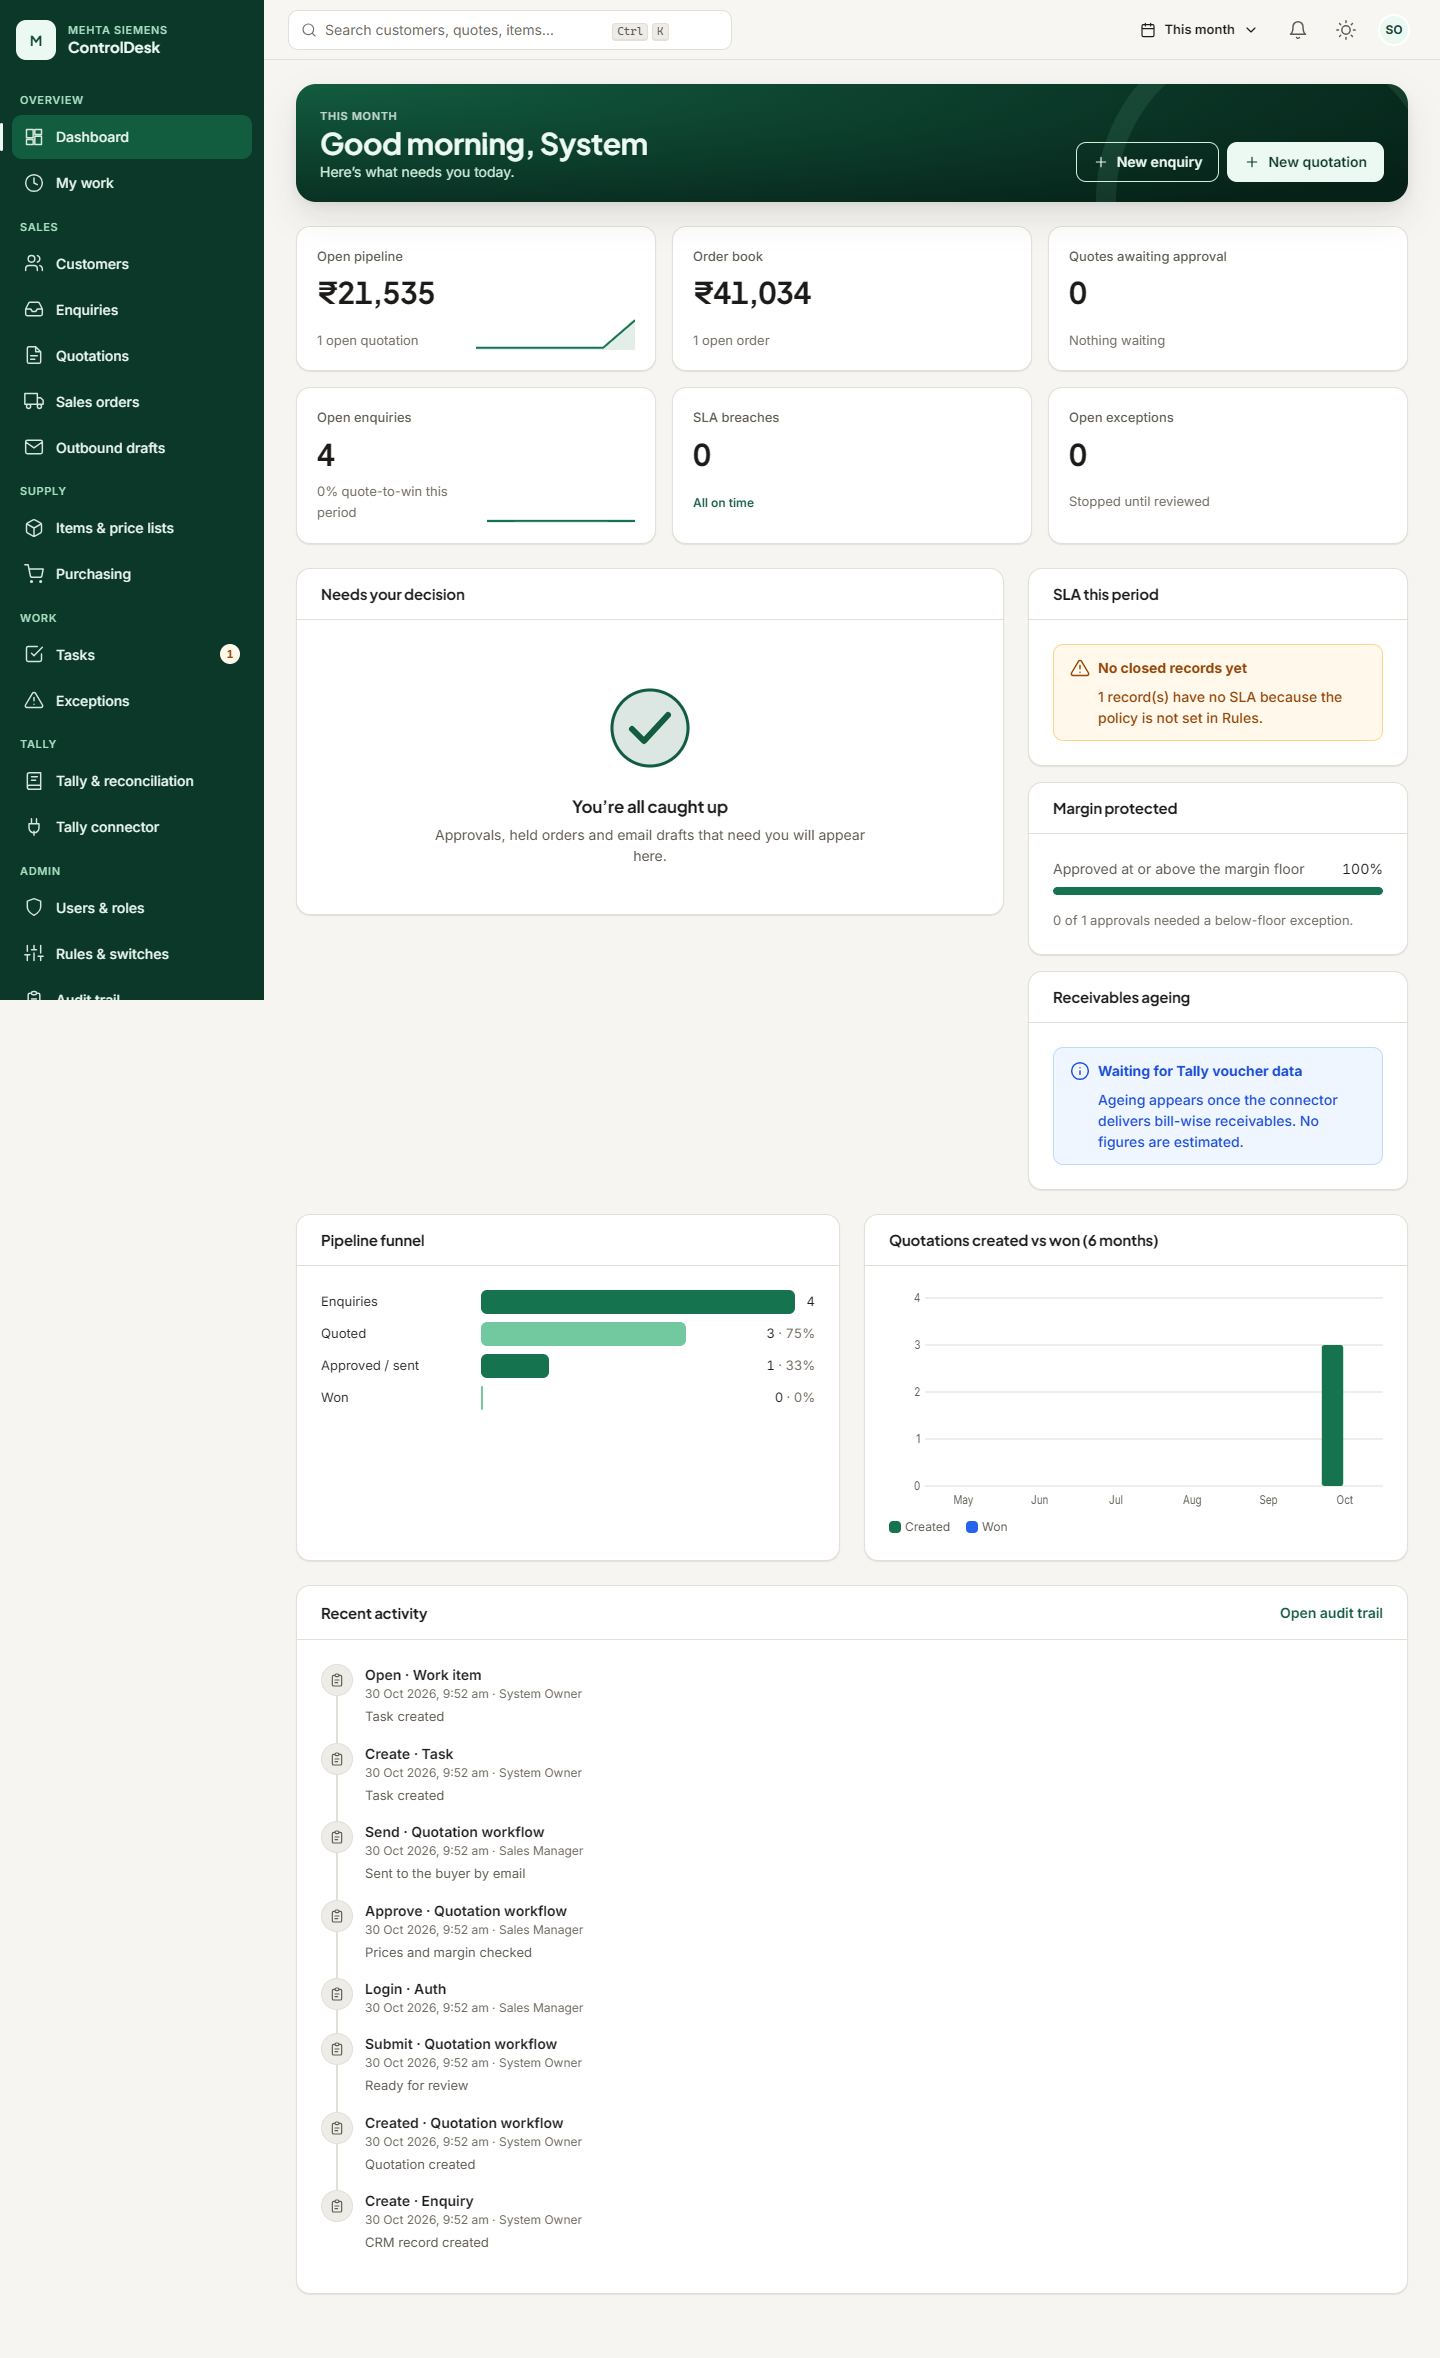 M
MEHTA SIEMENS
ControlDesk
OVERVIEW
Dashboard
My work
SALES
Customers
Enquiries
Quotations
Sales orders
Outbound drafts
SUPPLY
Items & price lists
Purchasing
WORK
Tasks 1
Exceptions
TALLY
Tally & reconciliation
Tally connector
ADMIN
Users & roles
Rules & switches
Audit trail
Search customers, quotes, items... Ctrl K
This month
SO
THIS MONTH
Good morning, System
Here's what needs you today.
New enquiry
New quotation
Open pipeline
₹21,535
1 open quotation
Order book
₹41,034
1 open order
Quotes awaiting approval
0
Nothing waiting
Open enquiries
4
0% quote-to-win this
period
SLA breaches
0
All on time
Open exceptions
0
Stopped until reviewed
Needs your decision
You're all caught up
Approvals, held orders and email drafts that need you will appear
here.
SLA this period
No closed records yet
1 record(s) have no SLA because the
policy is not set in Rules.
Margin protected
Approved at or above the margin floor 100%
0 of 1 approvals needed a below-floor exception.
Receivables ageing
Waiting for Tally voucher data
Ageing appears once the connector
delivers bill-wise receivables. No
figures are estimated.
Pipeline funnel
Enquiries 4
Quoted 3 · 75%
Approved / sent 1 · 33%
Won 0 · 0%
Quotations created vs won (6 months)
4
3
2
1
0
May Jun Jul Aug Sep Oct
Created Won
Recent activity
Open audit trail
Open · Work item
30 Oct 2026, 9:52 am · System Owner
Task created
Create · Task
30 Oct 2026, 9:52 am · System Owner
Task created
Send · Quotation workflow
30 Oct 2026, 9:52 am · Sales Manager
Sent to the buyer by email
Approve · Quotation workflow
30 Oct 2026, 9:52 am · Sales Manager
Prices and margin checked
Login · Auth
30 Oct 2026, 9:52 am · Sales Manager
Submit · Quotation workflow
30 Oct 2026, 9:52 am · System Owner
Ready for review
Created · Quotation workflow
30 Oct 2026, 9:52 am · System Owner
Quotation created
Create · Enquiry
30 Oct 2026, 9:52 am · System Owner
CRM record created